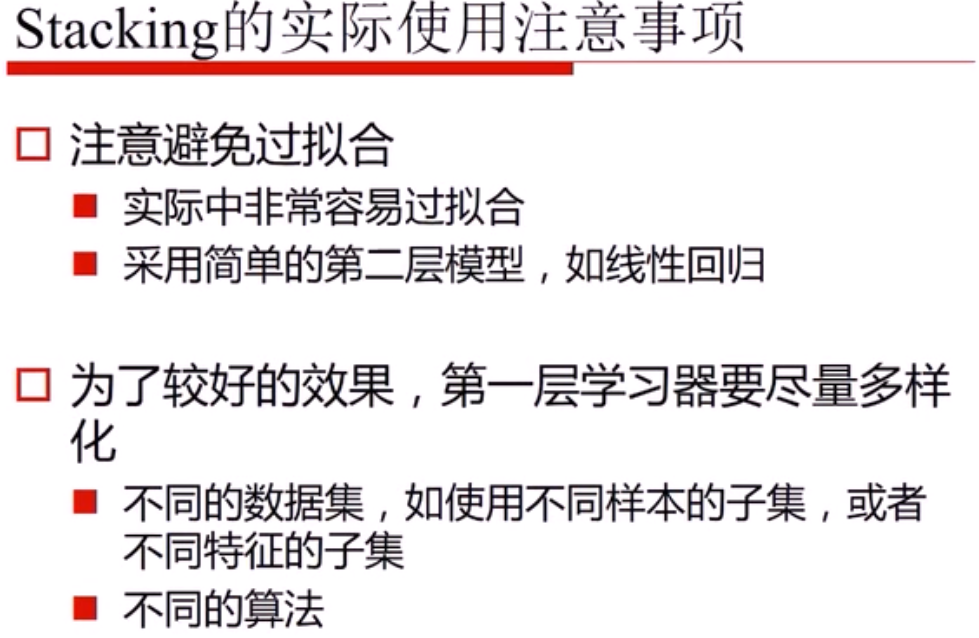 Stacking的实际使用注意事项
注意避免过拟合
实际中非常容易过拟合
采用简单的第二层模型，如线性回归
为了较好的效果，第一层学习器要尽量多样
化
不同的数据集，如使用不同样本的子集，或者
不同特征的子集
不同的算法